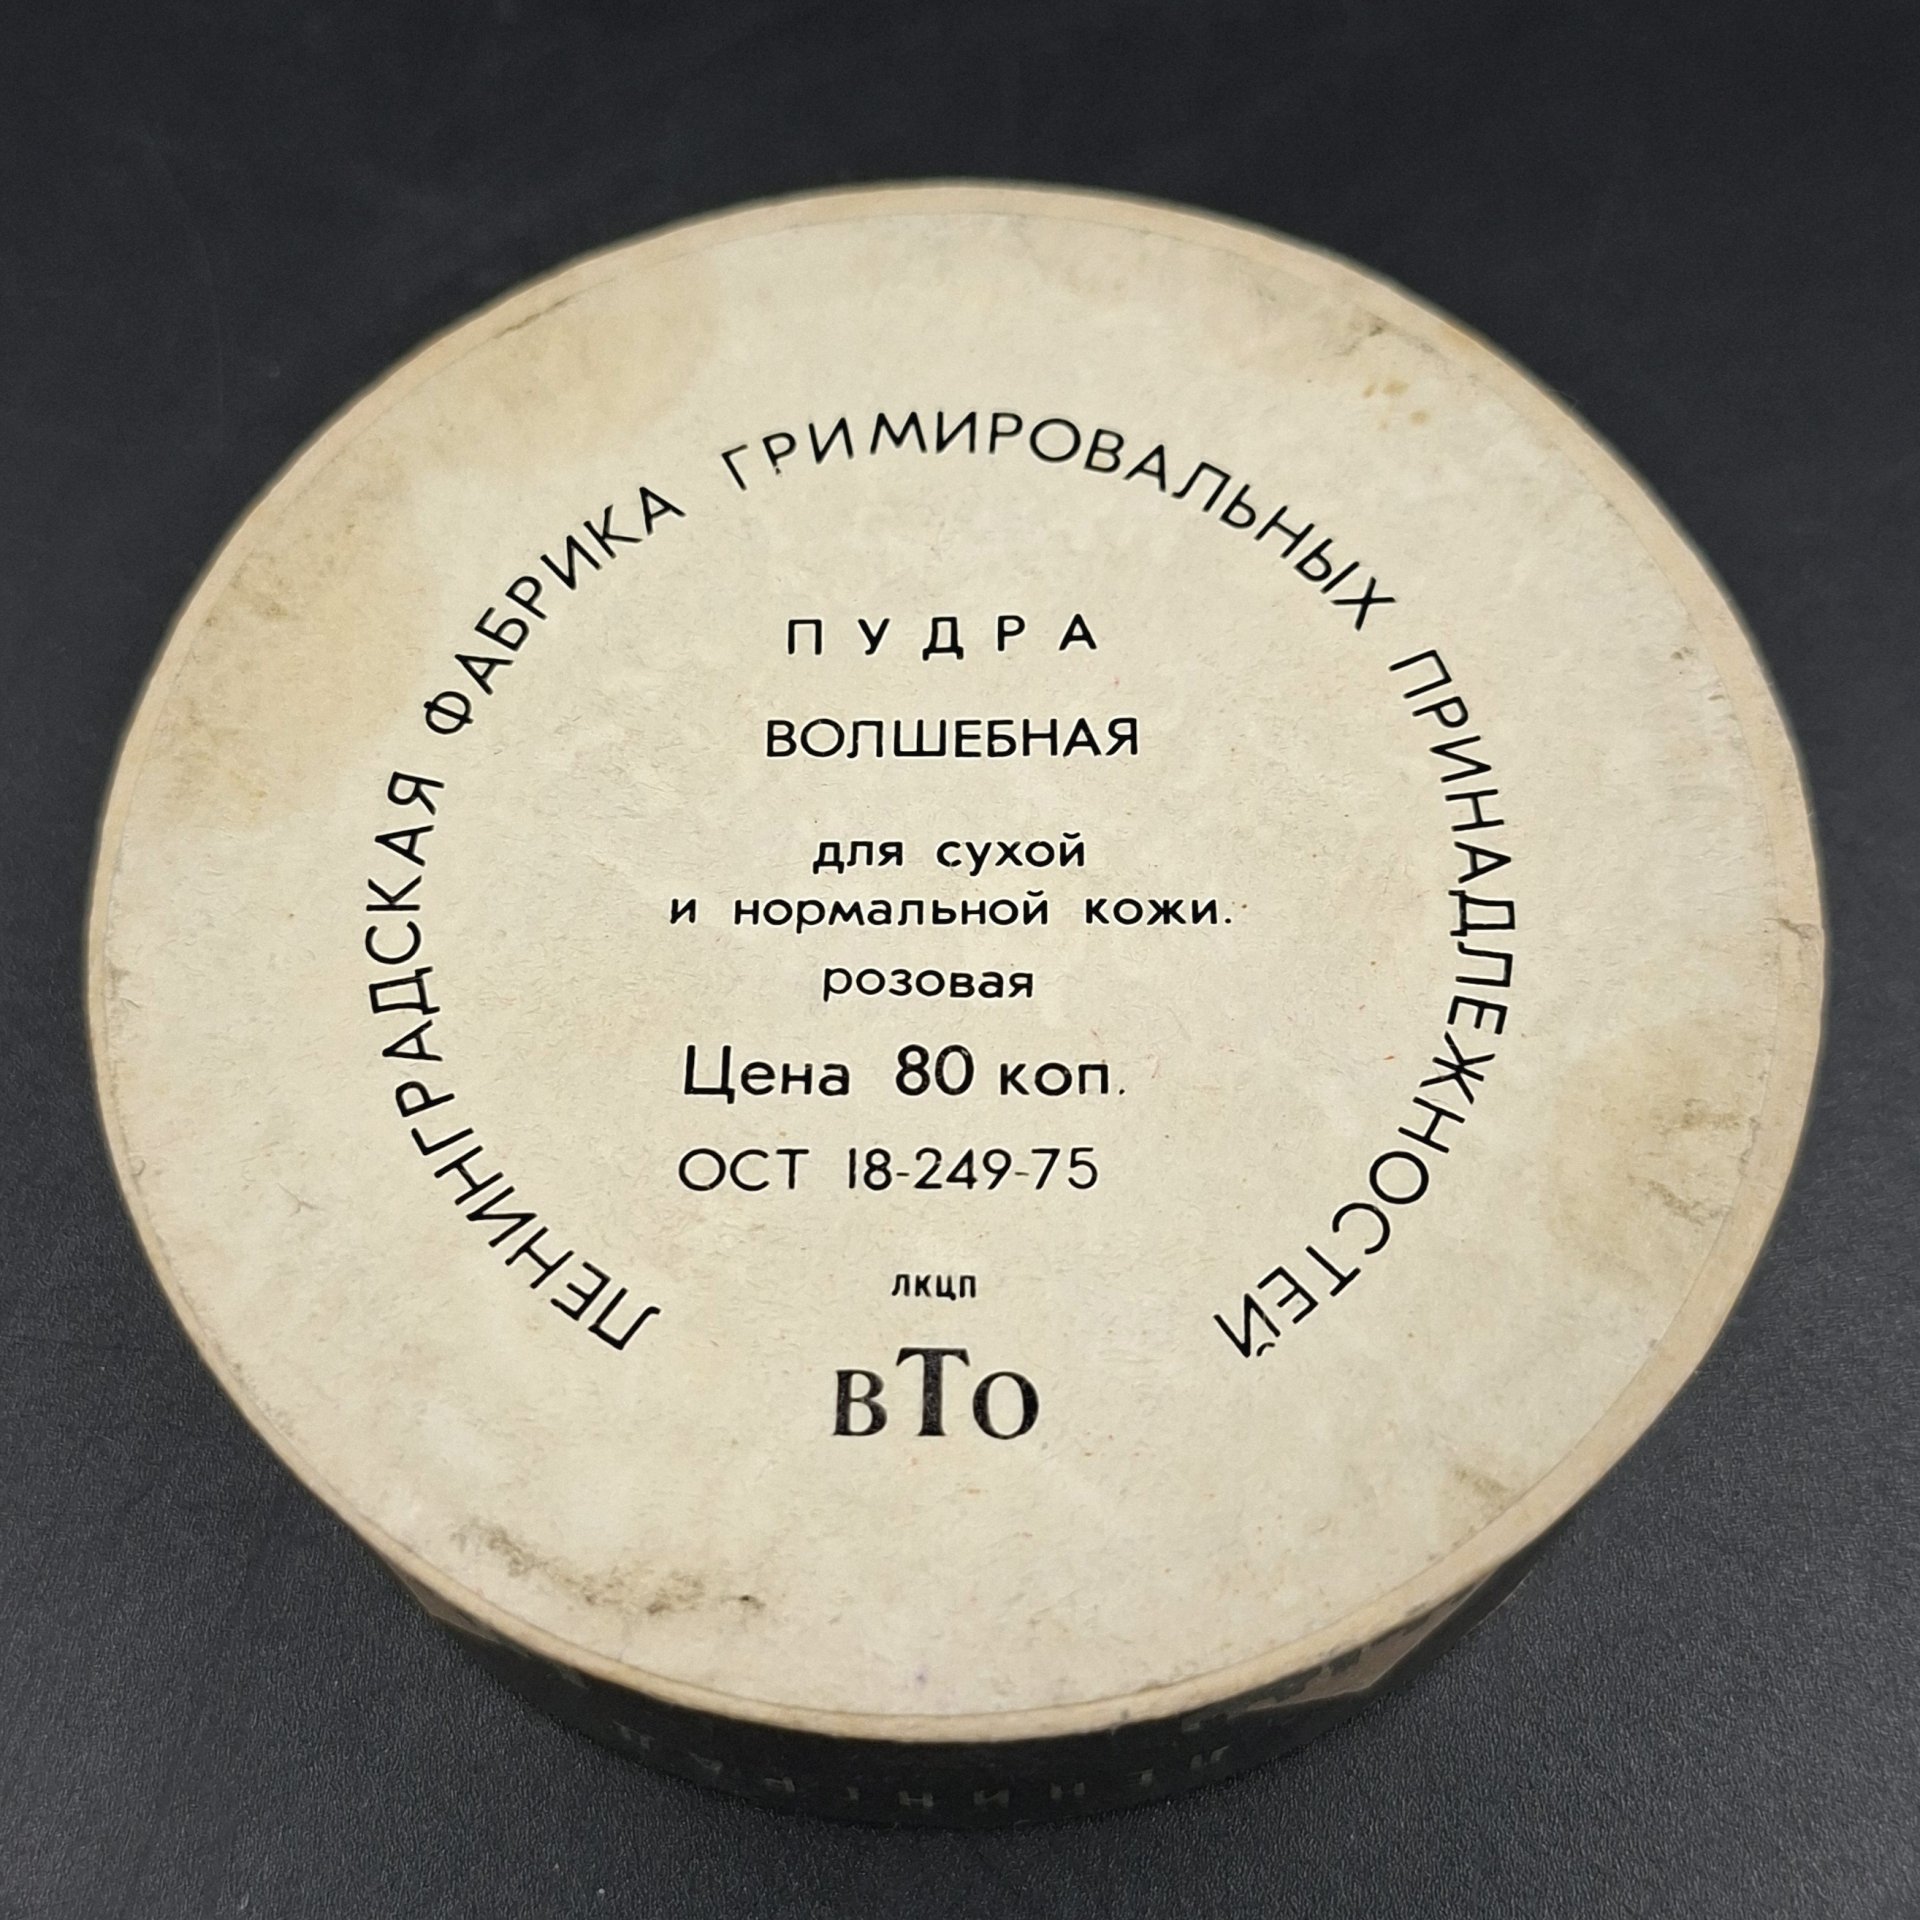 ЛЕНИНГРАДСКАЯ ФАБРИКА ГРИМИРОВАЛЬНЫХ ПРИНАДЛЕЖНОСТЕЙ
ПУДРА
ВОЛШЕБНАЯ
для сухой
и нормальной кожи.
розовая
Цена 80 коп.
ОСТ 18-249-75
ЛКЦП
ВТО